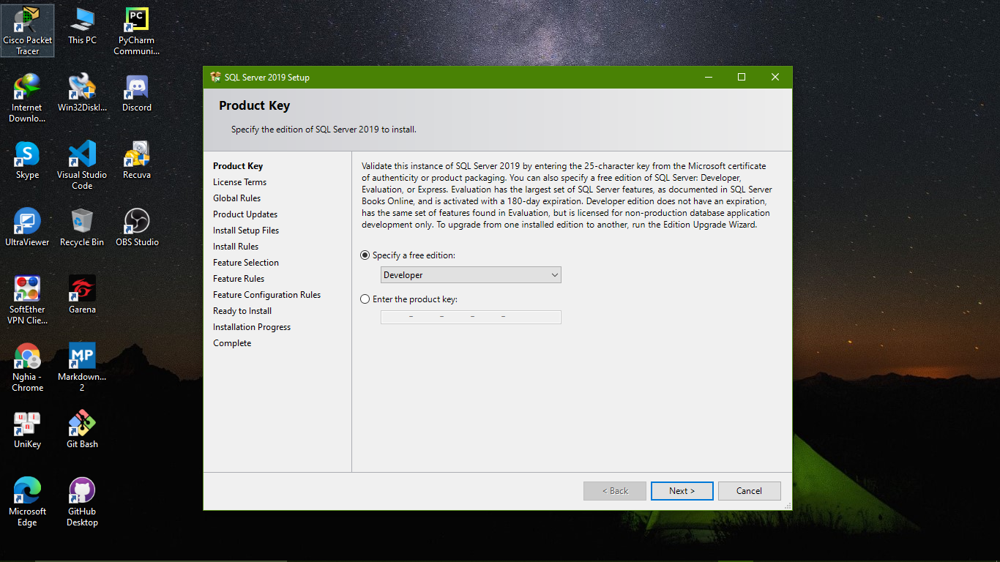 Cisco Packet
Tracer
This PC
PyCharm
Communi...
Internet
Downlo...
Win32DiskI...
Discord
Skype
Visual Studio
Code
Recuva
UltraViewer
Recycle Bin
OBS Studio
SoftEther
VPN Clie...
Garena
Nghia -
Chrome
Markdown...
2
UniKey
Git Bash
Microsoft
Edge
GitHub
Desktop
SQL Server 2019 Setup
Product Key
Specify the edition of SQL Server 2019 to install.
Product Key
License Terms
Global Rules
Product Updates
Install Setup Files
Install Rules
Feature Selection
Feature Rules
Feature Configuration Rules
Ready to Install
Installation Progress
Complete
Validate this instance of SQL Server 2019 by entering the 25-character key from the Microsoft certificate
of authenticity or product packaging. You can also specify a free edition of SQL Server: Developer,
Evaluation, or Express. Evaluation has the largest set of SQL Server features, as documented in SQL Server
Books Online, and is activated with a 180-day expiration. Developer edition does not have an expiration,
has the same set of features found in Evaluation, but is licensed for non-production database application
development only. To upgrade from one installed edition to another, run the Edition Upgrade Wizard.
Specify a free edition:
Developer
Enter the product key:
- - - -
< Back
Next >
Cancel